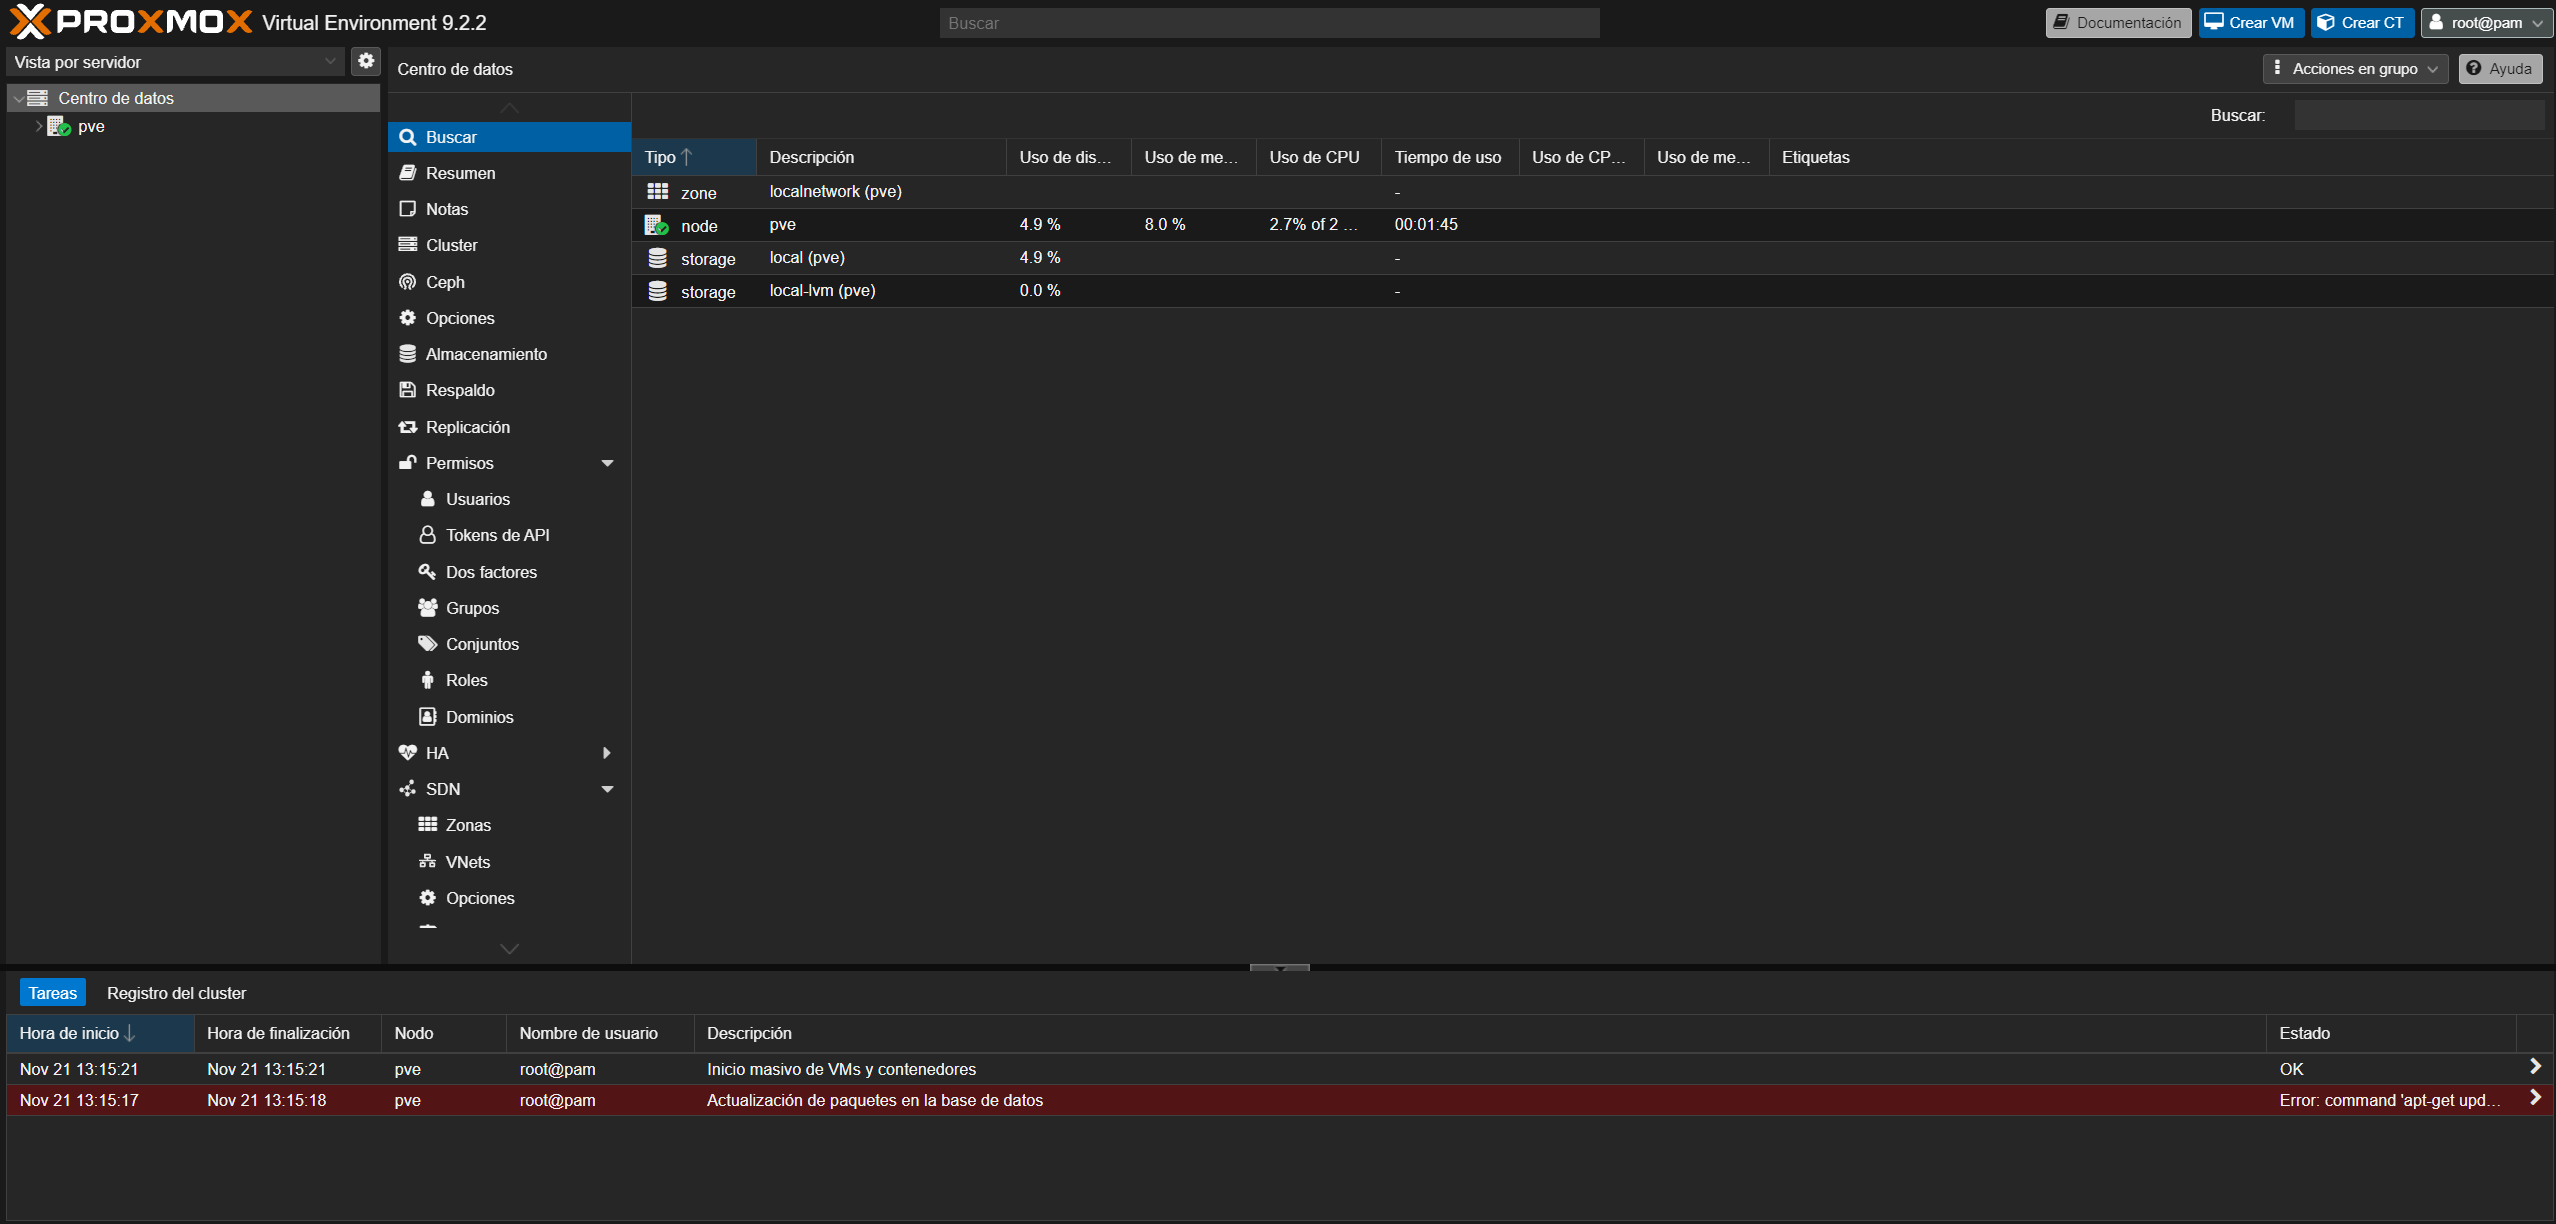 PROXMOX Virtual Environment 9.2.2
Buscar
Documentación
Crear VM
Crear CT
root@pam
Vista por servidor
Centro de datos
pve
Centro de datos
Acciones en grupo
Ayuda
Buscar
Resumen
Notas
Cluster
Ceph
Opciones
Almacenamiento
Respaldo
Replicación
Permisos
Usuarios
Tokens de API
Dos factores
Grupos
Conjuntos
Roles
Dominios
HA
SDN
Zonas
VNets
Opciones
Buscar:
Tipo Descripción Uso de dis... Uso de me... Uso de CPU Tiempo de uso Uso de CP... Uso de me... Etiquetas
zone localnetwork (pve) -
node pve 4.9 % 8.0 % 2.7% of 2 ... 00:01:45
storage local (pve) 4.9 % -
storage local-lvm (pve) 0.0 % -
Tareas Registro del cluster
Hora de inicio Hora de finalización Nodo Nombre de usuario Descripción Estado
Nov 21 13:15:21 Nov 21 13:15:21 pve root@pam Inicio masivo de VMs y contenedores OK
Nov 21 13:15:17 Nov 21 13:15:18 pve root@pam Actualización de paquetes en la base de datos Error: command 'apt-get upd...